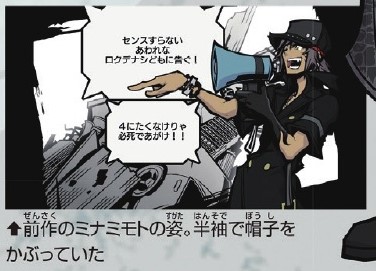 センスすらない
あわれな
ロクデナシどもに告ぐ！
4にたくなけりゃ
必死であがけ！！
⬆前作のミナミモトの姿。半袖で帽子を
かぶっていた